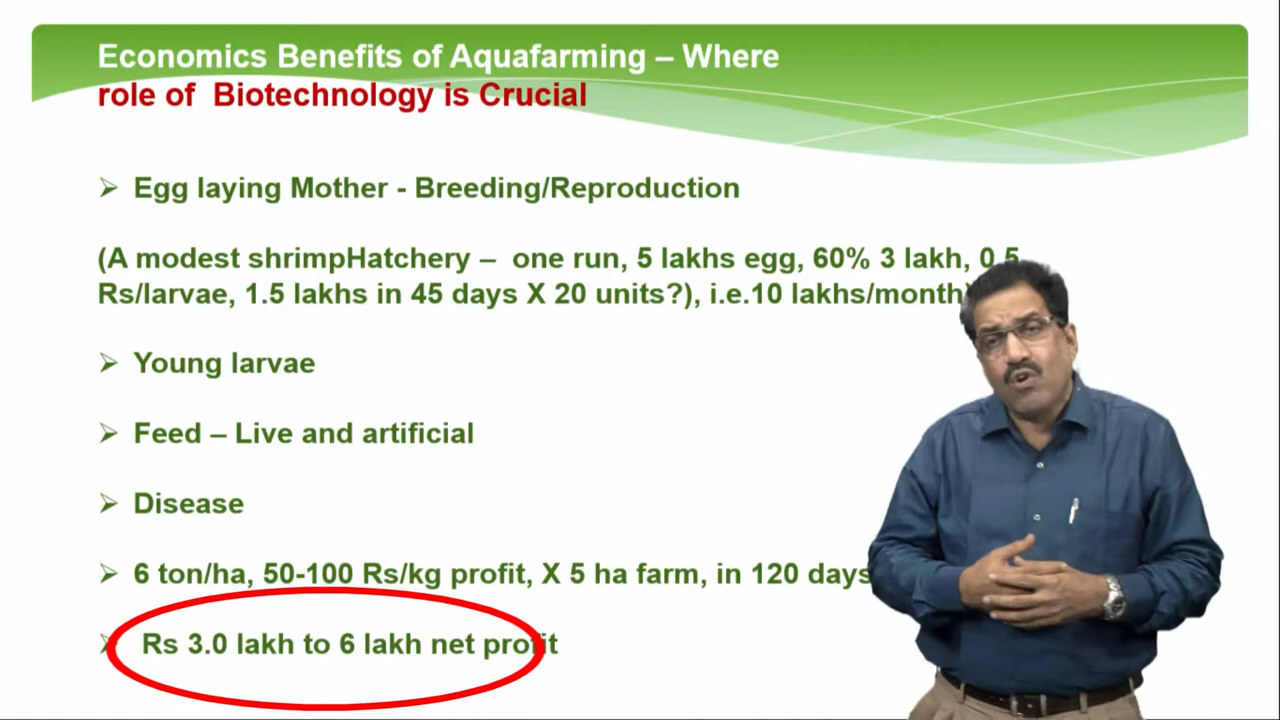 Economics Benefits of Aquafarming – Where
role of Biotechnology is Crucial
➢ Egg laying Mother - Breeding/Reproduction
(A modest shrimpHatchery – one run, 5 lakhs egg, 60% 3 lakh, 0.5
Rs/larvae, 1.5 lakhs in 45 days X 20 units?), i.e.10 lakhs/month)
➢ Young larvae
➢ Feed – Live and artificial
➢ Disease
➢ 6 ton/ha, 50-100 Rs/kg profit, X 5 ha farm, in 120 days
➢ Rs 3.0 lakh to 6 lakh net profit